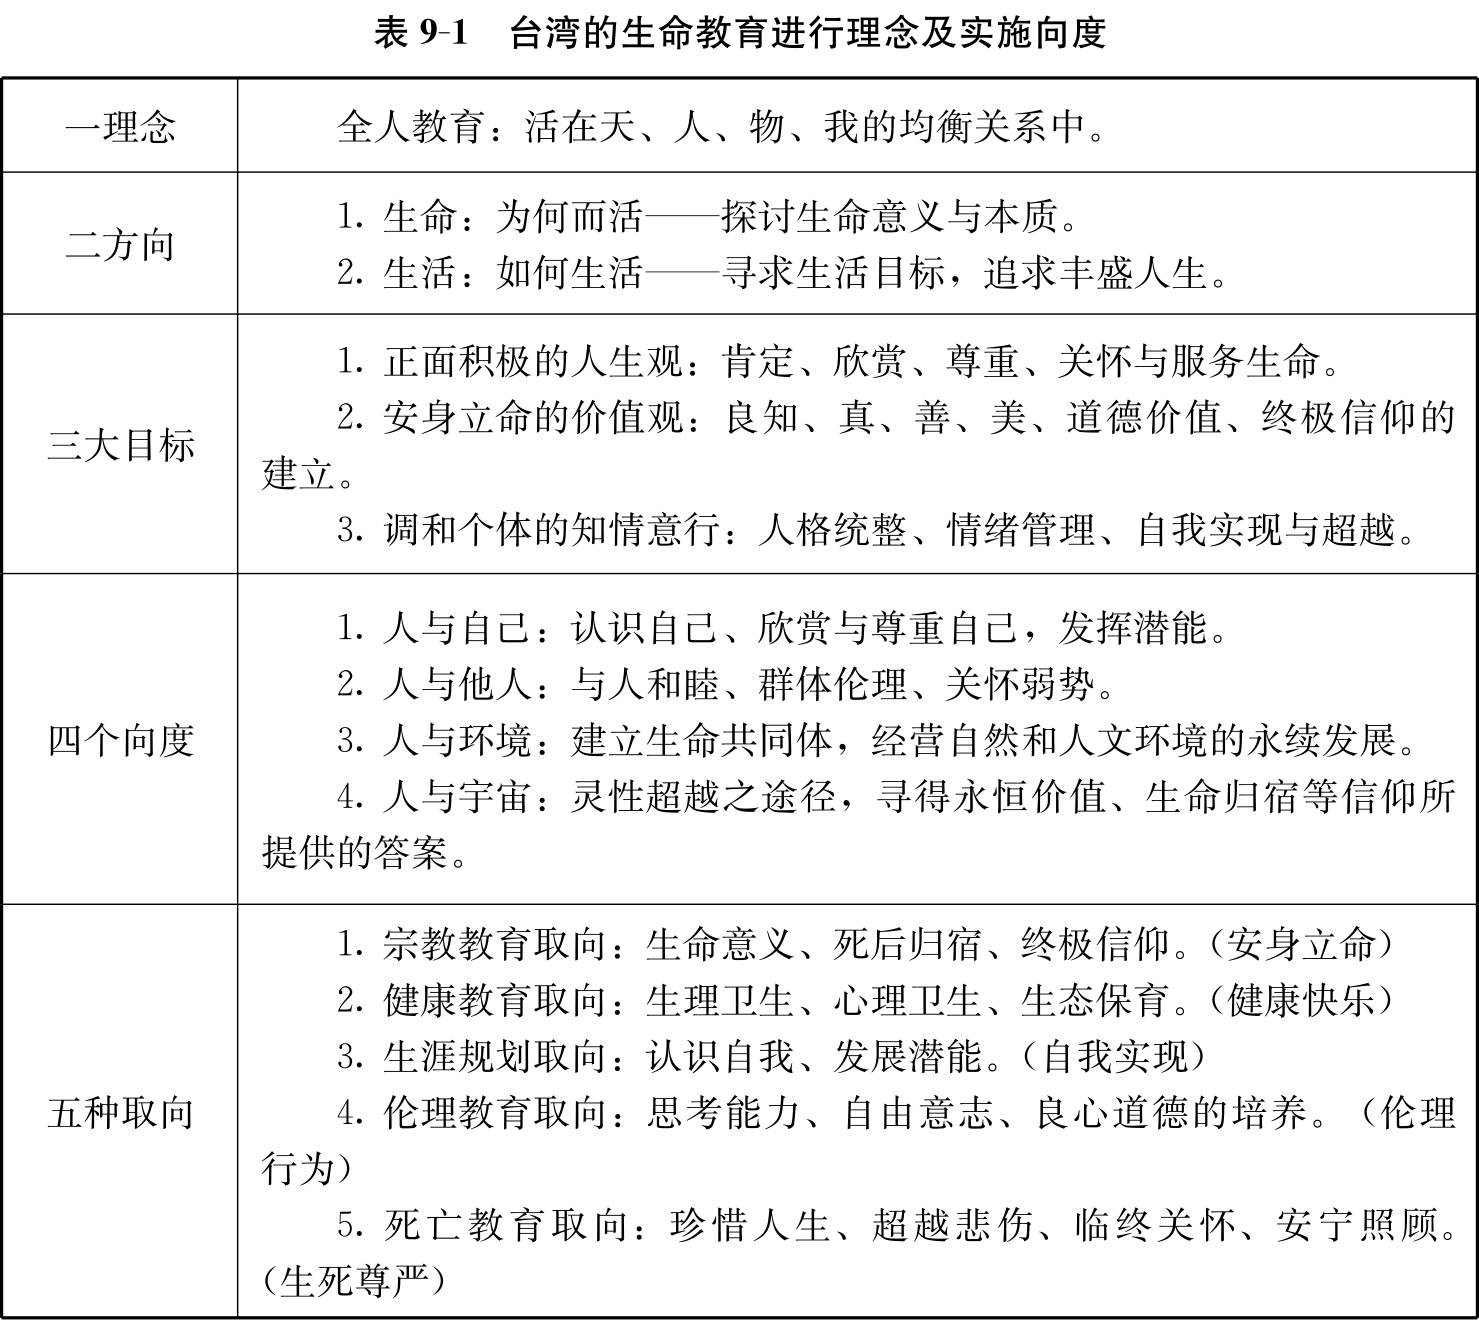 表 9-1 台湾的生命教育进行理念及实施向度
一理念
全人教育：活在天、人、物、我的均衡关系中。
二方向
1. 生命：为何而活——探讨生命意义与本质。
2. 生活：如何生活——寻求生活目标，追求丰盛人生。
三大目标
1. 正面积极的人生观：肯定、欣赏、尊重、关怀与服务生命。
2. 安身立命的价值观：良知、真、善、美、道德价值、终极信仰的
建立。
3. 调和个体的知情意行：人格统整、情绪管理、自我实现与超越。
四个向度
1. 人与自己：认识自己、欣赏与尊重自己，发挥潜能。
2. 人与他人：与人和睦、群体伦理、关怀弱势。
3. 人与环境：建立生命共同体，经营自然和人文环境的永续发展。
4. 人与宇宙：灵性超越之途径，寻得永恒价值、生命归宿等信仰所
提供的答案。
五种取向
1. 宗教教育取向：生命意义、死后归宿、终极信仰。（安身立命）
2. 健康教育取向：生理卫生、心理卫生、生态保育。（健康快乐）
3. 生涯规划取向：认识自我、发展潜能。（自我实现）
4. 伦理教育取向：思考能力、自由意志、良心道德的培养。（伦理
行为）
5. 死亡教育取向：珍惜人生、超越悲伤、临终关怀、安宁照顾。
（生死尊严）